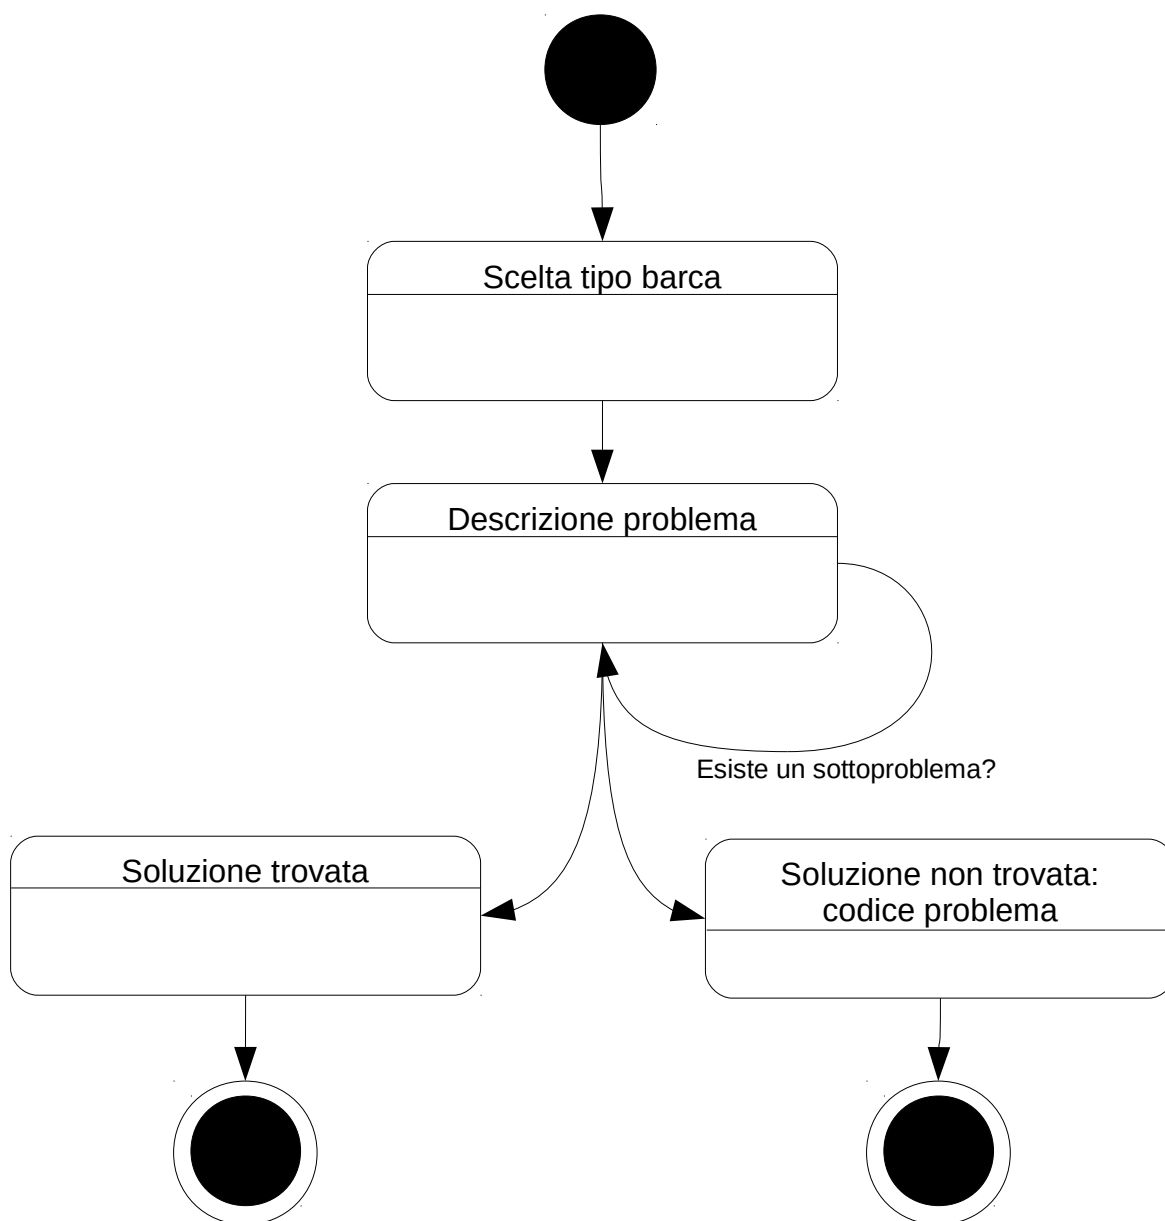 Scelta tipo barca
Descrizione problema
Esiste un sottoproblema?
Soluzione trovata
Soluzione non trovata:
codice problema